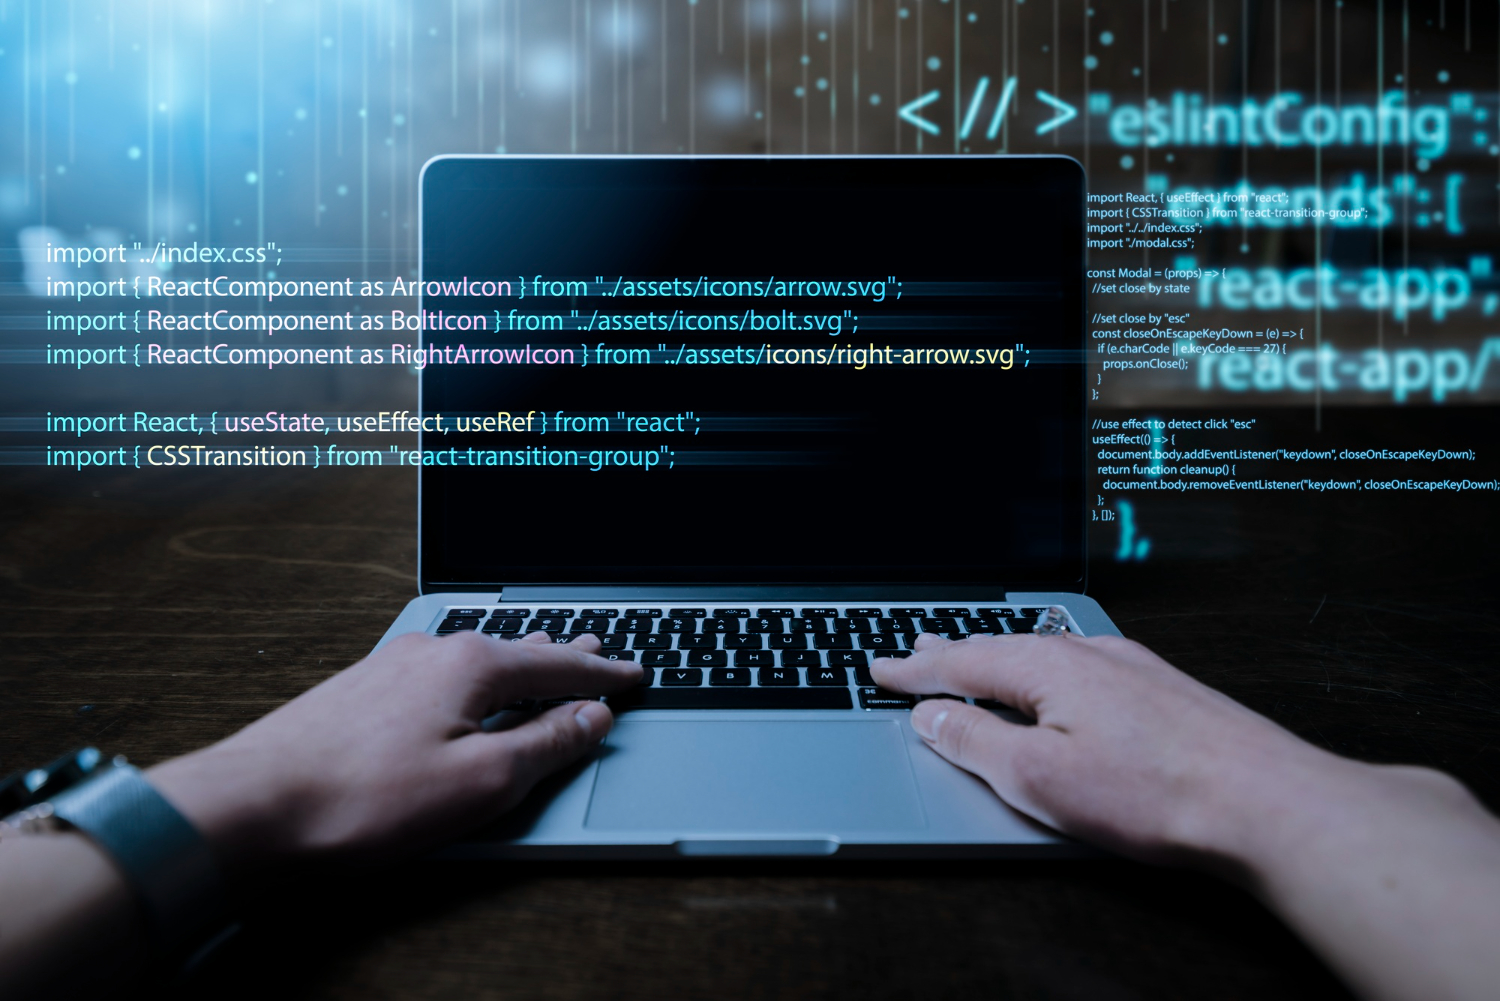 < // >
"eslintConfig":
"extends": [
"react-app",
react-app/
],
},
import "../index.css";
import { ReactComponent as ArrowIcon } from "../assets/icons/arrow.svg";
import { ReactComponent as BoltIcon } from "../assets/icons/bolt.svg";
import { ReactComponent as RightArrowIcon } from "../assets/icons/right-arrow.svg";
import React, { useState, useEffect, useRef } from "react";
import { CSSTransition } from "react-transition-group";
import React, { useEffect } from "react";
import { CSSTransition } from "react-transition-group";
import "../../index.css";
import "./modal.css";
const Modal = (props) => {
//set close by state
//set close by "esc"
const closeOnEscapeKeyDown = (e) => {
if (e.charCode || e.keyCode === 27) {
props.onClose();
}
};
//use effect to detect click "esc"
useEffect(() => {
document.body.addEventListener("keydown", closeOnEscapeKeyDown);
return function cleanup() {
document.body.removeEventListener("keydown", closeOnEscapeKeyDown);
};
}, []);
W E R T Y U I O
D F G H J K L
V B N M
command